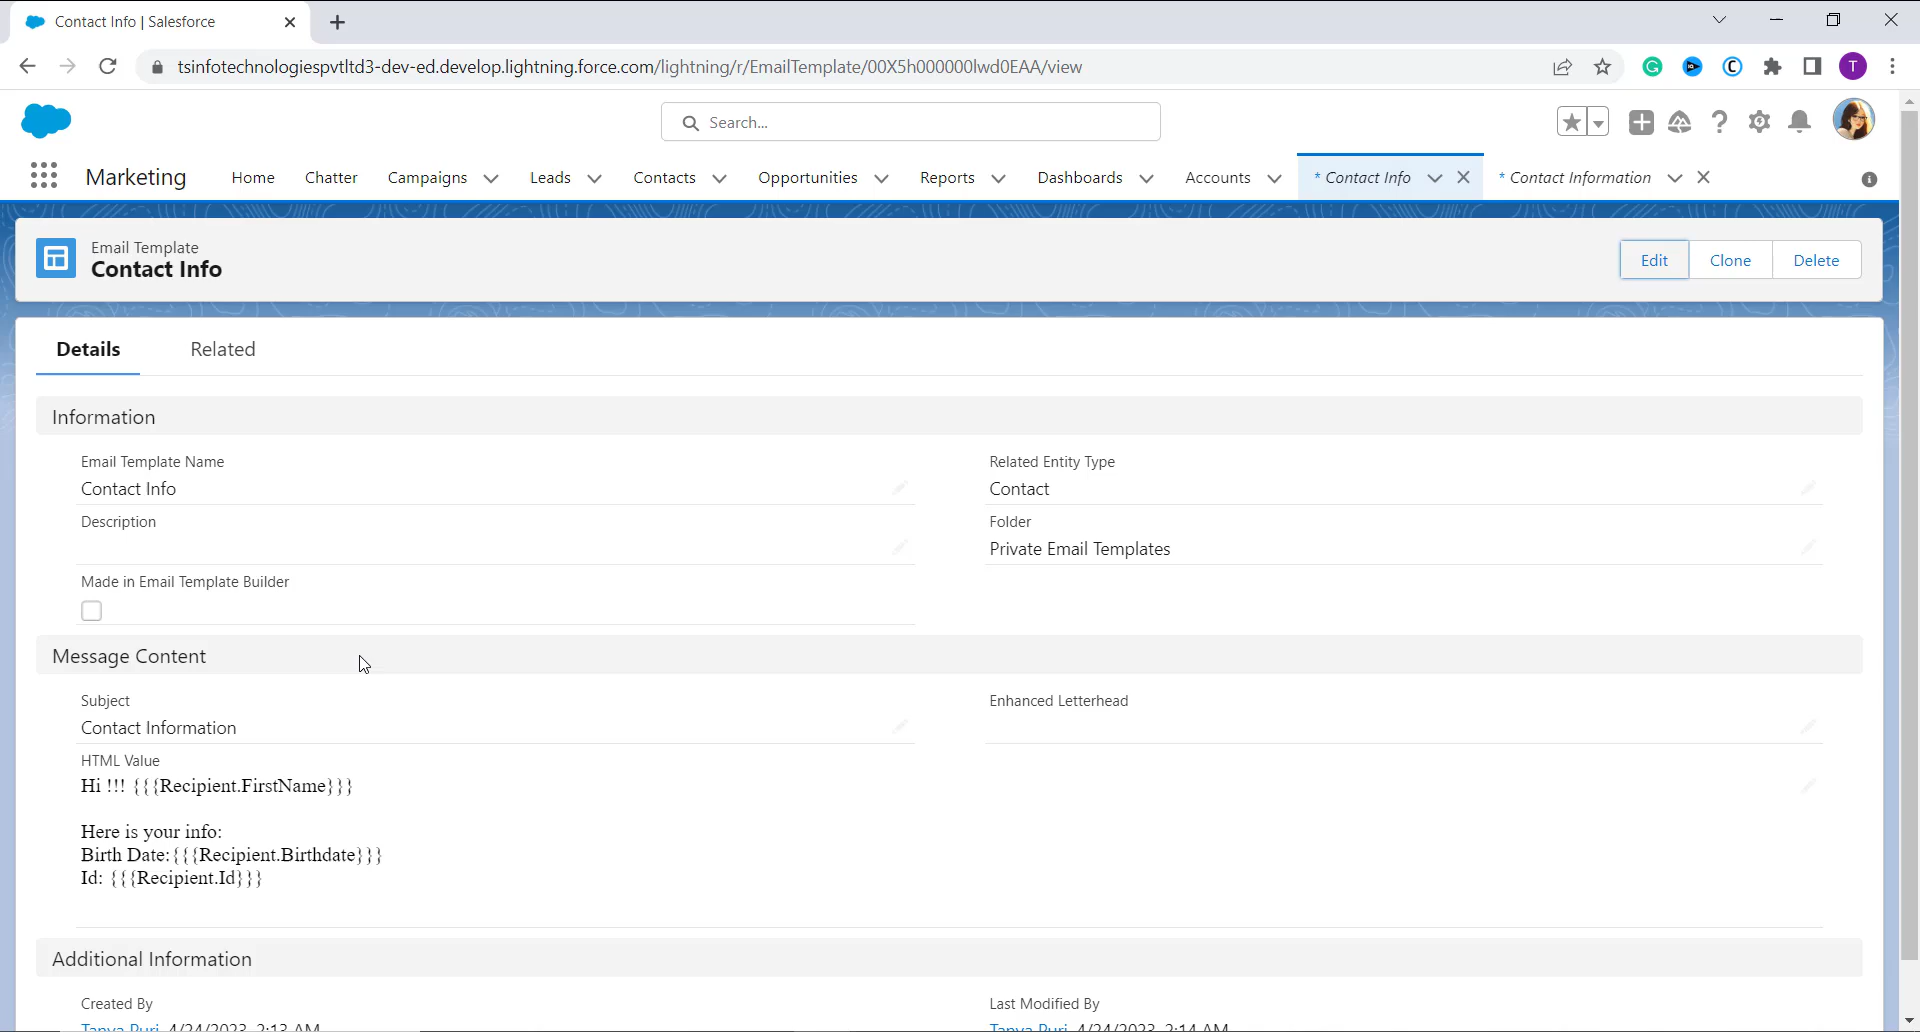 Contact Info | Salesforce
tsinfotechnologiespvtltd3-dev-ed.develop.lightning.force.com/lightning/r/EmailTemplate/00X5h000000lwd0EAA/view
T
Search...
Marketing
Home
Chatter
Campaigns
Leads
Contacts
Opportunities
Reports
Dashboards
Accounts
* Contact Info
* Contact Information
Email Template
Contact Info
Edit
Clone
Delete
Details
Related
Information
Email Template Name
Contact Info
Related Entity Type
Contact
Description
Folder
Private Email Templates
Made in Email Template Builder
Message Content
Subject
Contact Information
Enhanced Letterhead
HTML Value
Hi !!! {{{Recipient.FirstName}}}
Here is your info:
Birth Date:{{{Recipient.Birthdate}}}
Id: {{{Recipient.Id}}}
Additional Information
Created By
Tanya Puri, 4/24/2023, 2:13 AM
Last Modified By
Tanya Puri, 4/24/2023, 2:14 AM